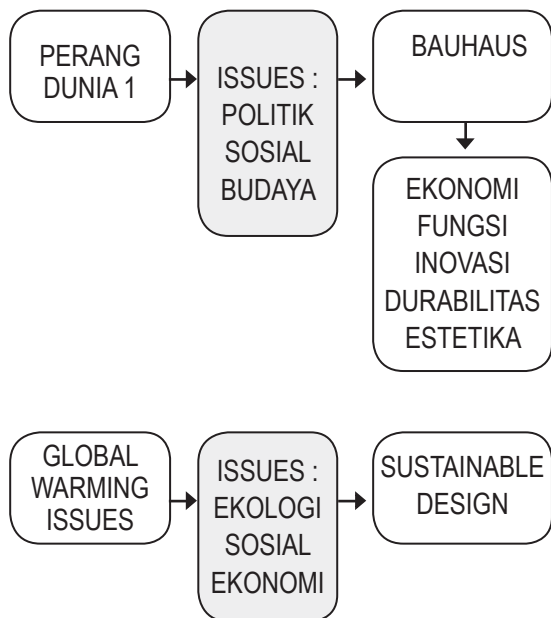 PERANG
DUNIA 1
ISSUES :
POLITIK
SOSIAL
BUDAYA
BAUHAUS
EKONOMI
FUNGSI
INOVASI
DURABILITAS
ESTETIKA
GLOBAL
WARMING
ISSUES
ISSUES :
EKOLOGI
SOSIAL
EKONOMI
SUSTAINABLE
DESIGN